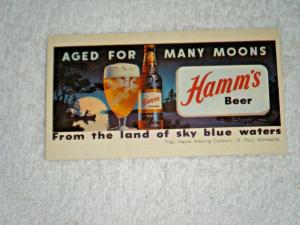 AGED FOR MANY MOONS
Hamm's
Beer
Hamm's
From the land of sky blue waters
Theo. Hamm Brewing Company, St. Paul, Minnesota